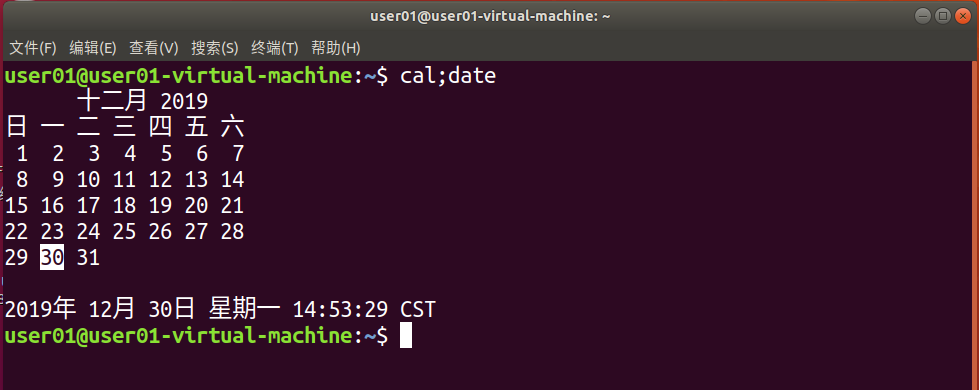 user01@user01-virtual-machine: ~
文件(F) 编辑(E) 查看(V) 搜索(S) 终端(T) 帮助(H)
user01@user01-virtual-machine:~$ cal;date
十二月 2019
日 一 二 三 四 五 六
1 2 3 4 5 6 7
8 9 10 11 12 13 14
15 16 17 18 19 20 21
22 23 24 25 26 27 28
29 30 31
2019年 12月 30日 星期一 14:53:29 CST
user01@user01-virtual-machine:~$